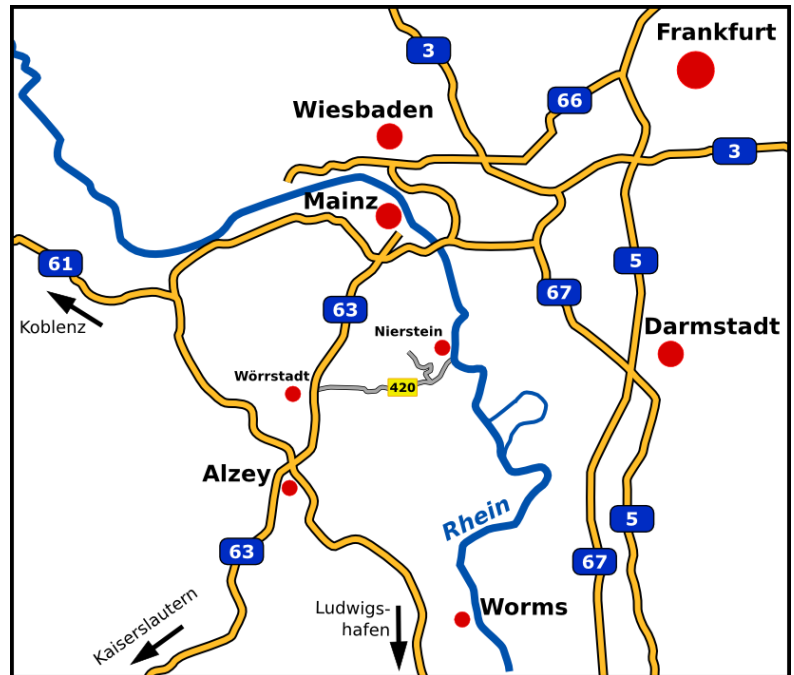 Frankfurt
3
66
Wiesbaden
3
Mainz
61
5
67
63
Koblenz
Nierstein
Darmstadt
Wörrstadt
420
Alzey
Rhein
5
63
67
Kaiserslautern
Ludwigs-
hafen
Worms